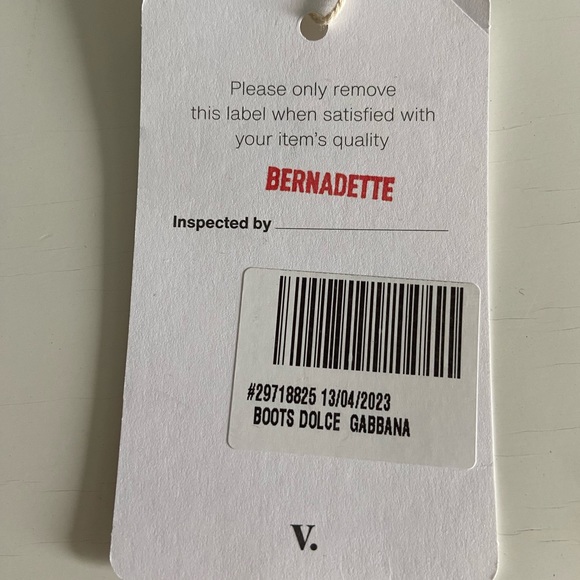 Please only remove
this label when satisfied with
your item's quality
BERNADETTE
Inspected by
#29718825 13/04/2023
BOOTS DOLCE GABBANA
V.